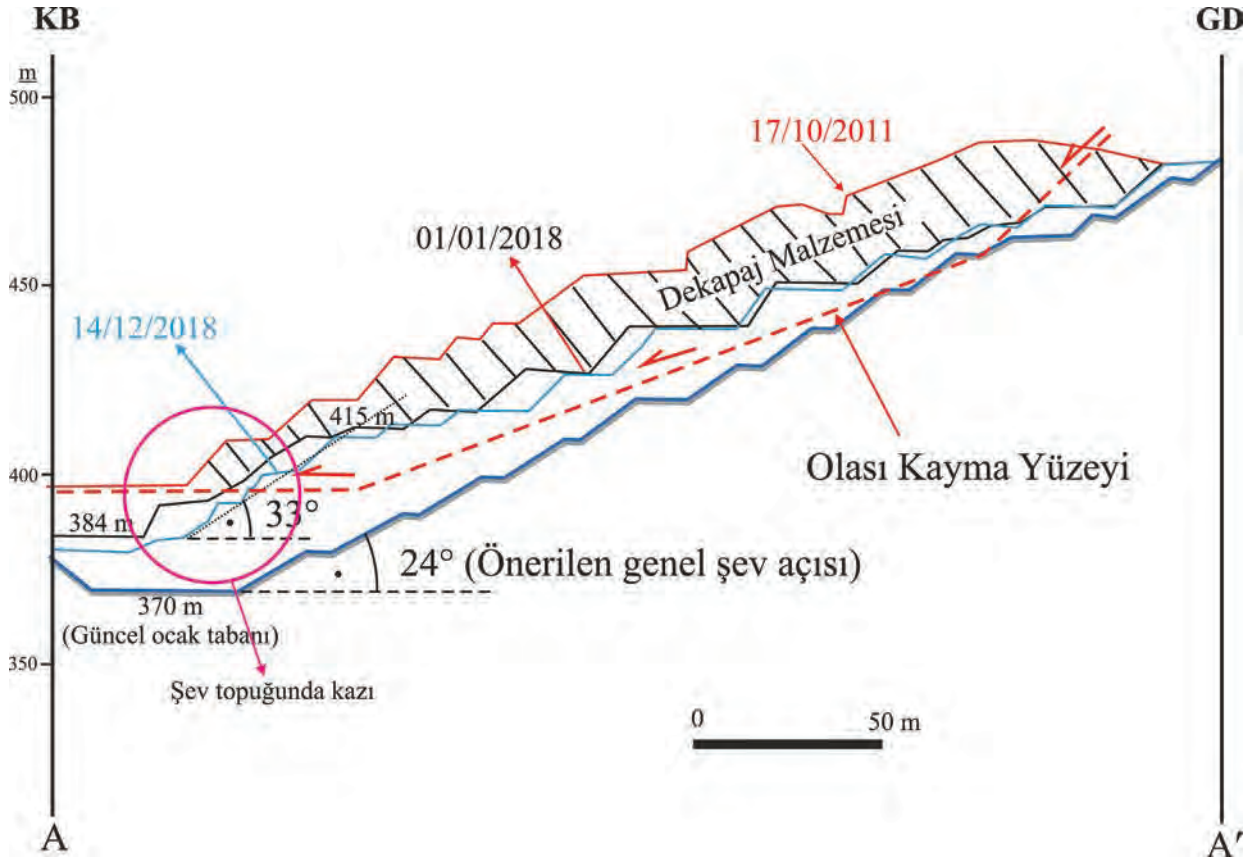 KB
GD
m
500
17/10/2011
01/01/2018
Dekapaj Malzemesi
450
14/12/2018
415 m
Olası Kayma Yüzeyi
400
384 m
33°
24° (Önerilen genel şev açısı)
370 m
(Güncel ocak tabanı)
350
Şev topuğunda kazı
0
50 m
A
A'